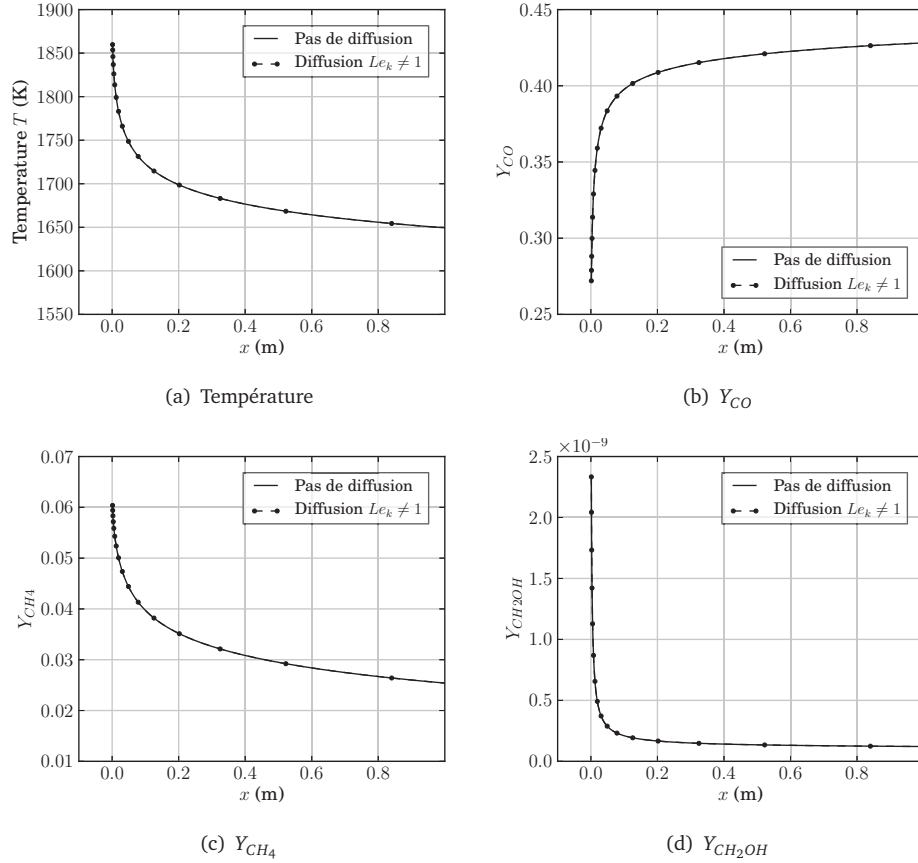 1900
1850
1800
1750
1700
1650
1600
1550
Temperature T (K)
Pas de diffusion
Diffusion Le_k ≠ 1
0.0 0.2 0.4 0.6 0.8
x (m)
(a) Température
0.45
0.40
0.35
0.30
0.25
Y_CO
Pas de diffusion
Diffusion Le_k ≠ 1
0.0 0.2 0.4 0.6 0.8
x (m)
(b) Y_CO
0.07
0.06
0.05
0.04
0.03
0.02
0.01
Y_CH4
Pas de diffusion
Diffusion Le_k ≠ 1
0.0 0.2 0.4 0.6 0.8
x (m)
(c) Y_CH₄
×10⁻⁹
2.5
2.0
1.5
1.0
0.5
0.0
Y_CH2OH
Pas de diffusion
Diffusion Le_k ≠ 1
0.0 0.2 0.4 0.6 0.8
x (m)
(d) Y_CH₂OH